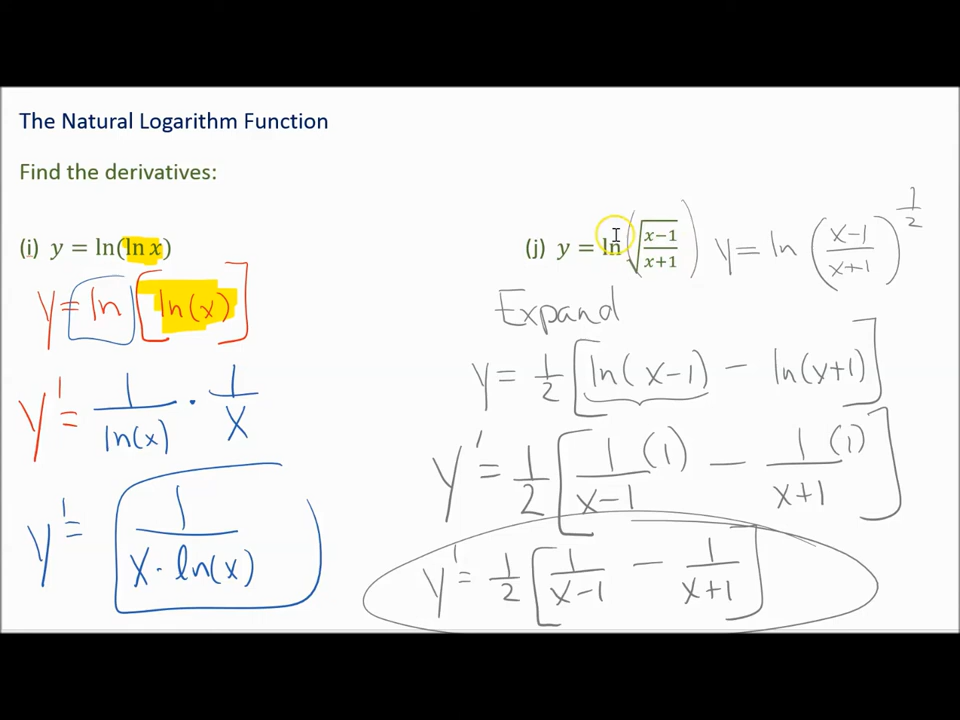 The Natural Logarithm Function
Find the derivatives:
(i) y = ln(ln x)
y = ln [ln(x)]
y' = 1/ln(x) · 1/x
y' = 1/(x · ln(x))
(j) y = ln √((x−1)/(x+1)) y = ln ((x−1)/(x+1))^(1/2)
Expand
y = 1/2 [ln(x−1) − ln(x+1)]
y' = 1/2 [1/(x−1) (1) − 1/(x+1) (1)]
y' = 1/2 [1/(x−1) − 1/(x+1)]